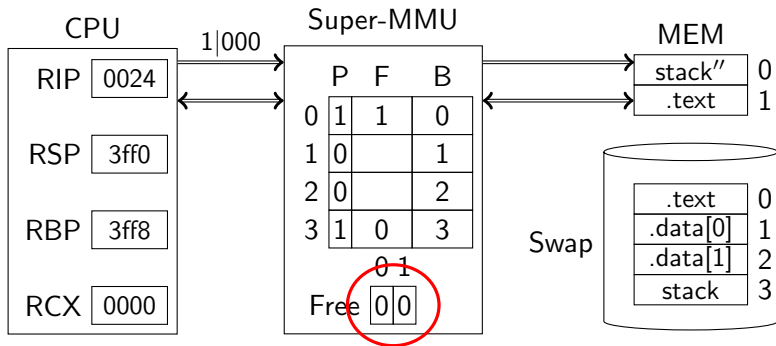 CPU
Super-MMU
MEM
1|000
RIP 0024
RSP 3ff0
RBP 3ff8
RCX 0000
P F B
0 1 1 0
1 0 1
2 0 2
3 1 0 3
0 1
Free 0 0
stack″ 0
.text 1
Swap
.text 0
.data[0] 1
.data[1] 2
stack 3